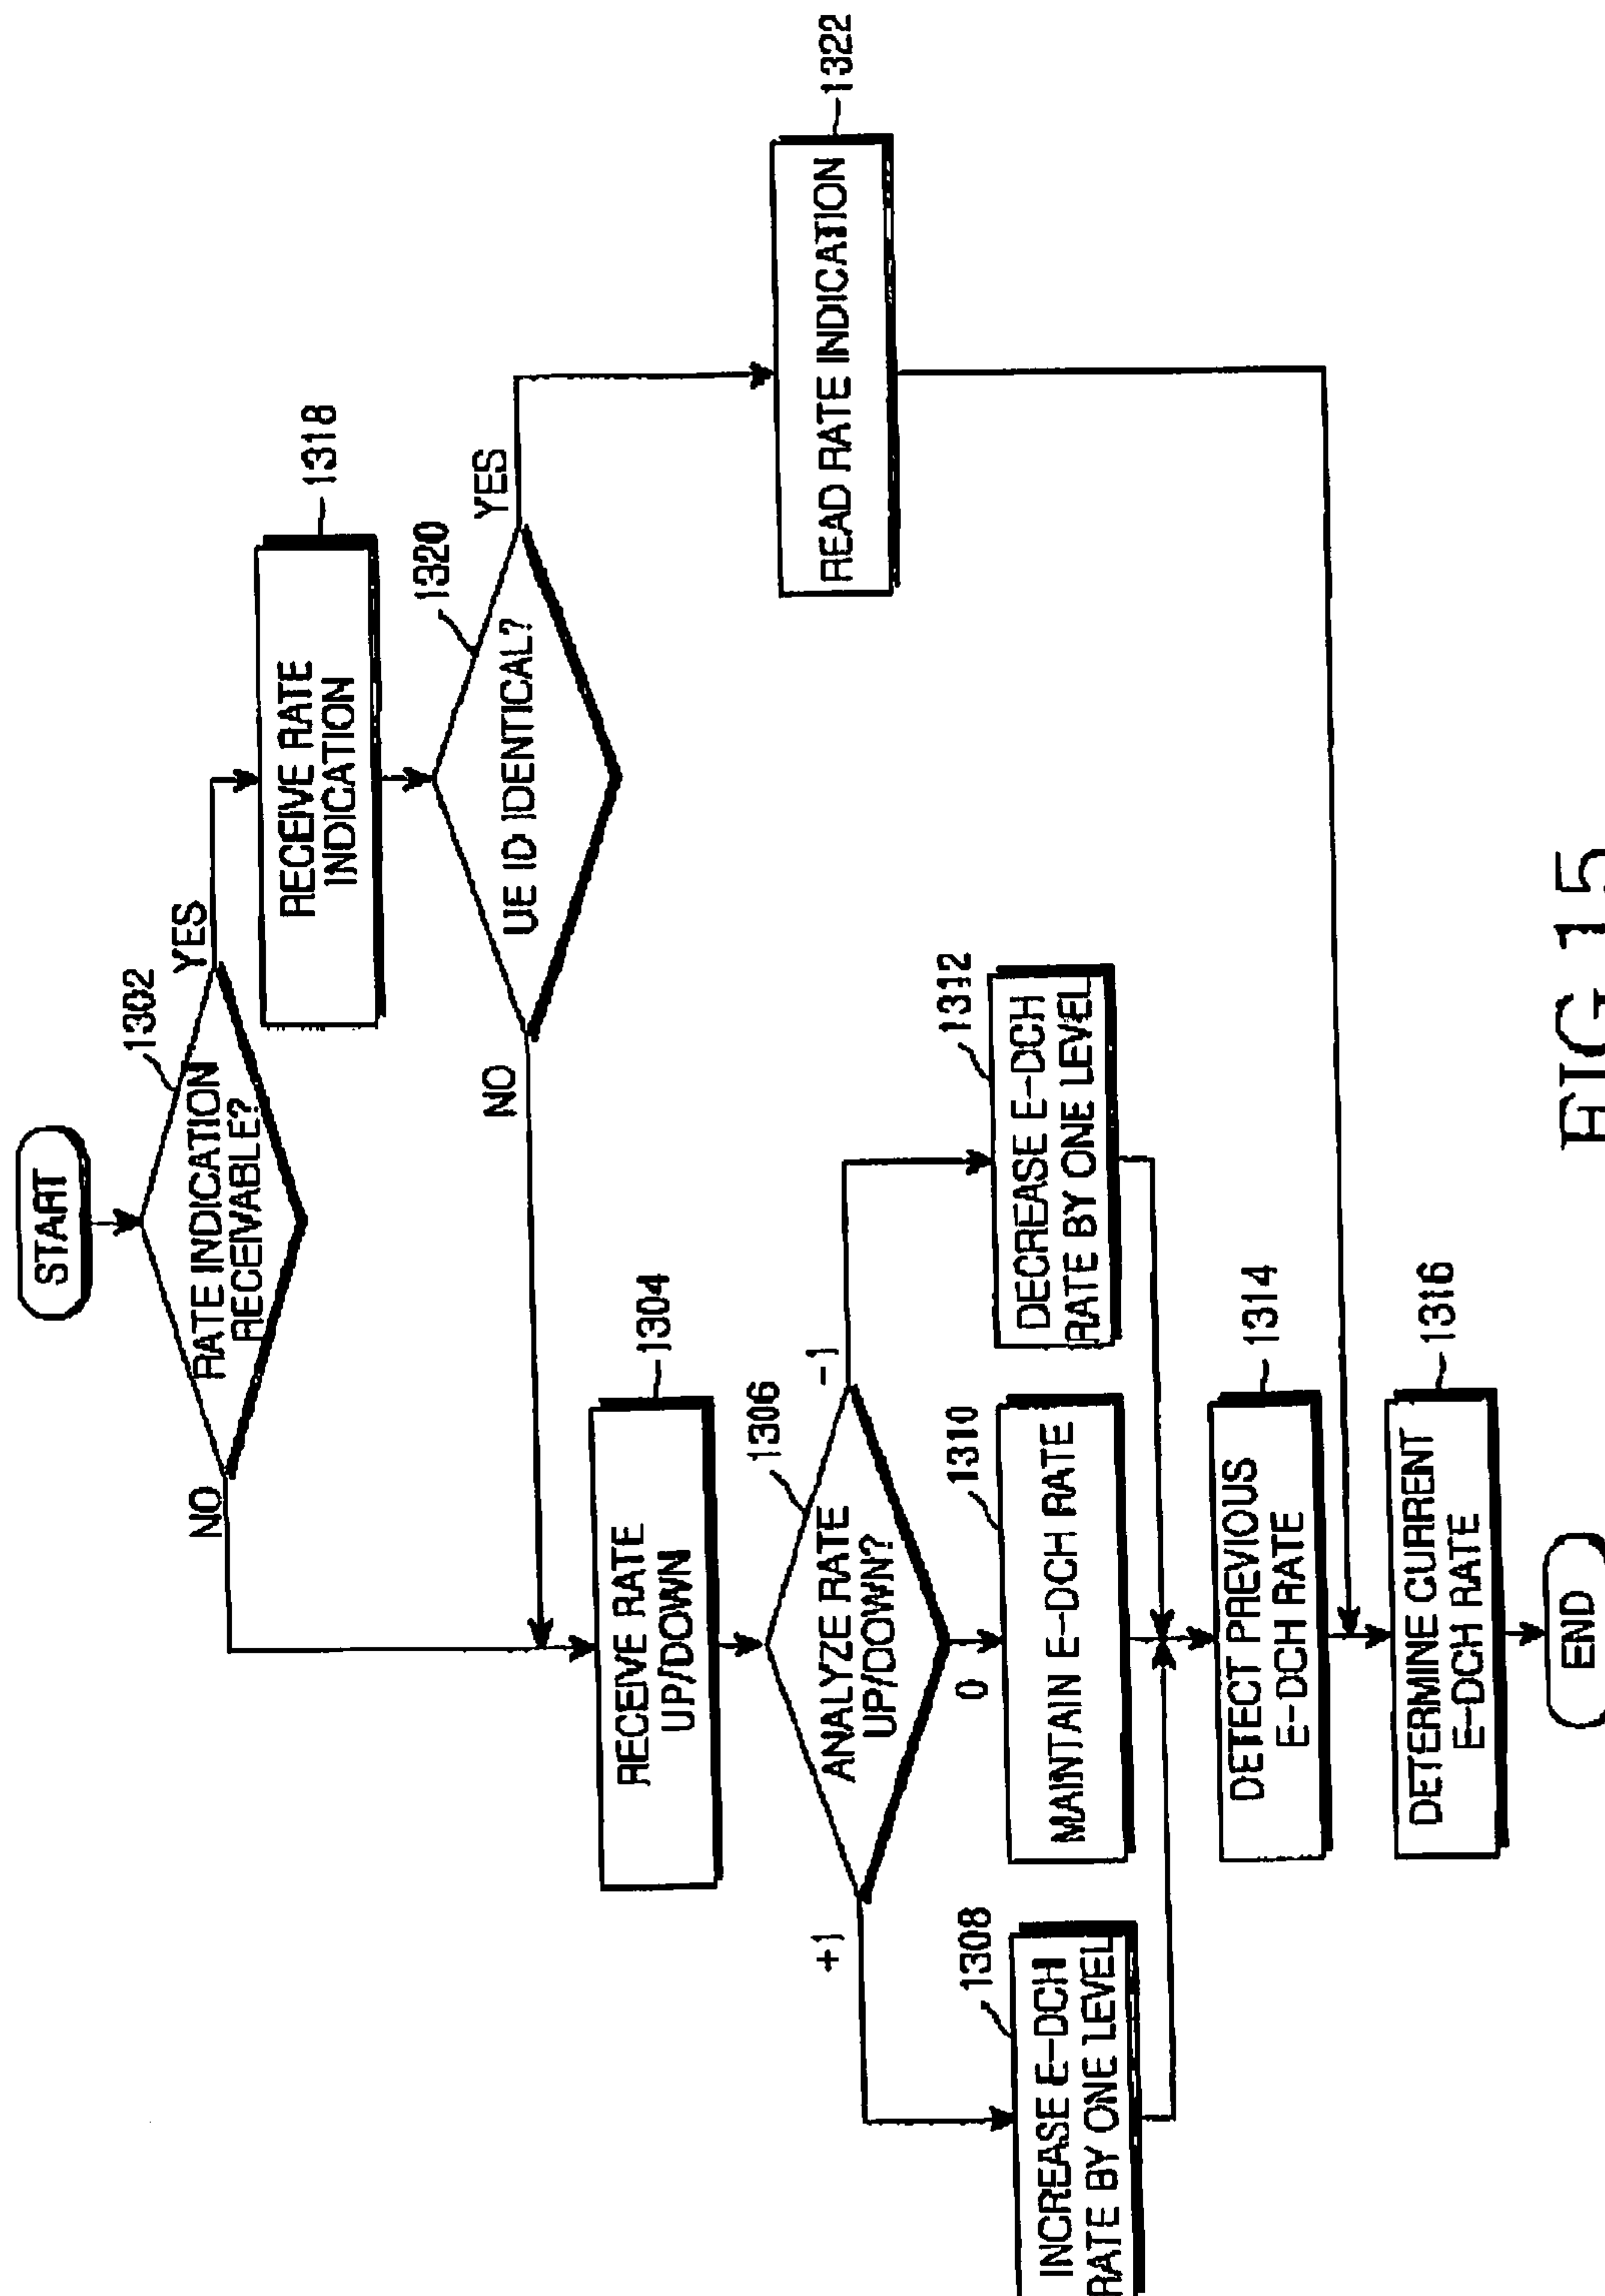 START
1302
RATE INDICATION
RECEIVABLE?
YES
NO
1318
RECEIVE RATE
INDICATION
1320
UE ID IDENTICAL?
YES
NO
1322
READ RATE INDICATION
1304
RECEIVE RATE
UP/DOWN
1306
ANALYZE RATE
UP/DOWN?
+1
0
-1
1308
INCREASE E-DCH
RATE BY ONE LEVEL
1310
MAINTAIN E-DCH RATE
1312
DECREASE E-DCH
RATE BY ONE LEVEL
1314
DETECT PREVIOUS
E-DCH RATE
1316
DETERMINE CURRENT
E-DCH RATE
END
FIG. 15